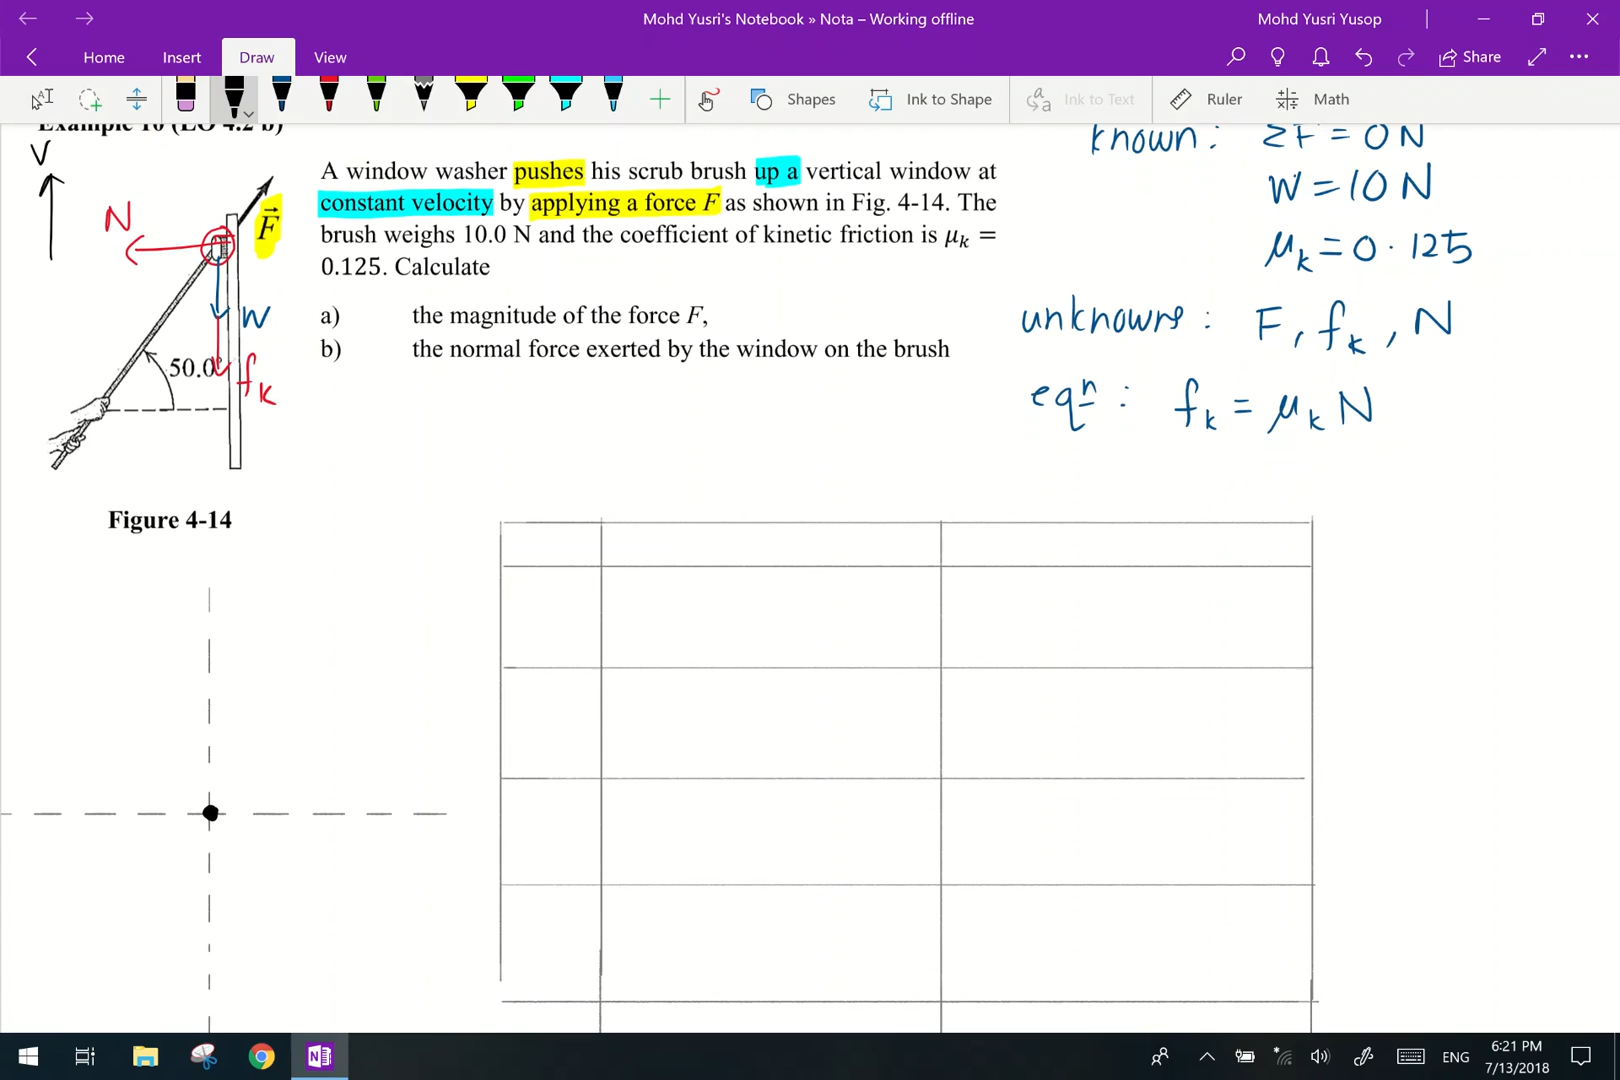 Mohd Yusri's Notebook » Nota – Working offline
Mohd Yusri Yusop
Home Insert Draw View
Share
Shapes
Ink to Shape
Ink to Text
Ruler
Math
Example 10 (LO 4.2 b)
V
N
F
W
50.0°
fk
A window washer pushes his scrub brush up a vertical window at
constant velocity by applying a force F as shown in Fig. 4-14. The
brush weighs 10.0 N and the coefficient of kinetic friction is μk =
0.125. Calculate
a) the magnitude of the force F,
b) the normal force exerted by the window on the brush
Figure 4-14
known : ΣF = 0 N
W = 10 N
μk = 0.125
unknowns : F, fk, N
eqn : fk = μk N
ENG
6:21 PM
7/13/2018